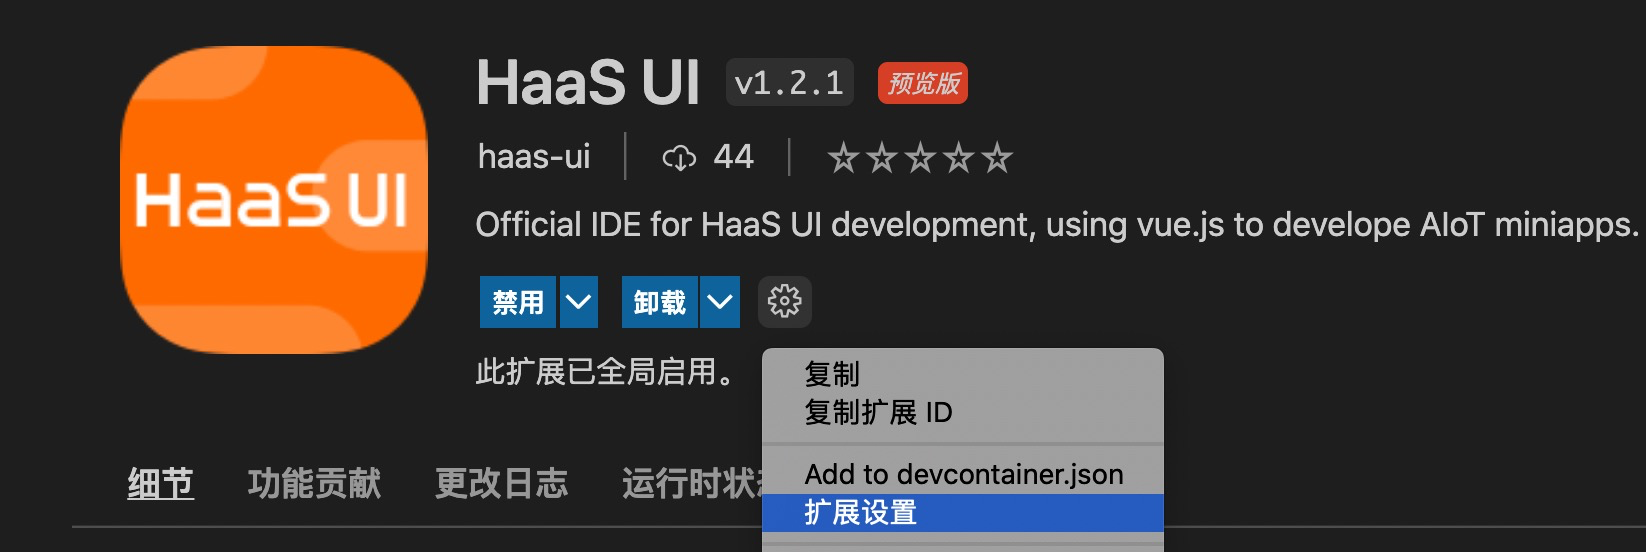 HaaS UI
HaaS UI v1.2.1 预览版
haas-ui 44
Official IDE for HaaS UI development, using vue.js to develope AIoT miniapps.
禁用 卸载
此扩展已全局启用。
复制
复制扩展 ID
Add to devcontainer.json
扩展设置
细节 功能贡献 更改日志 运行时状